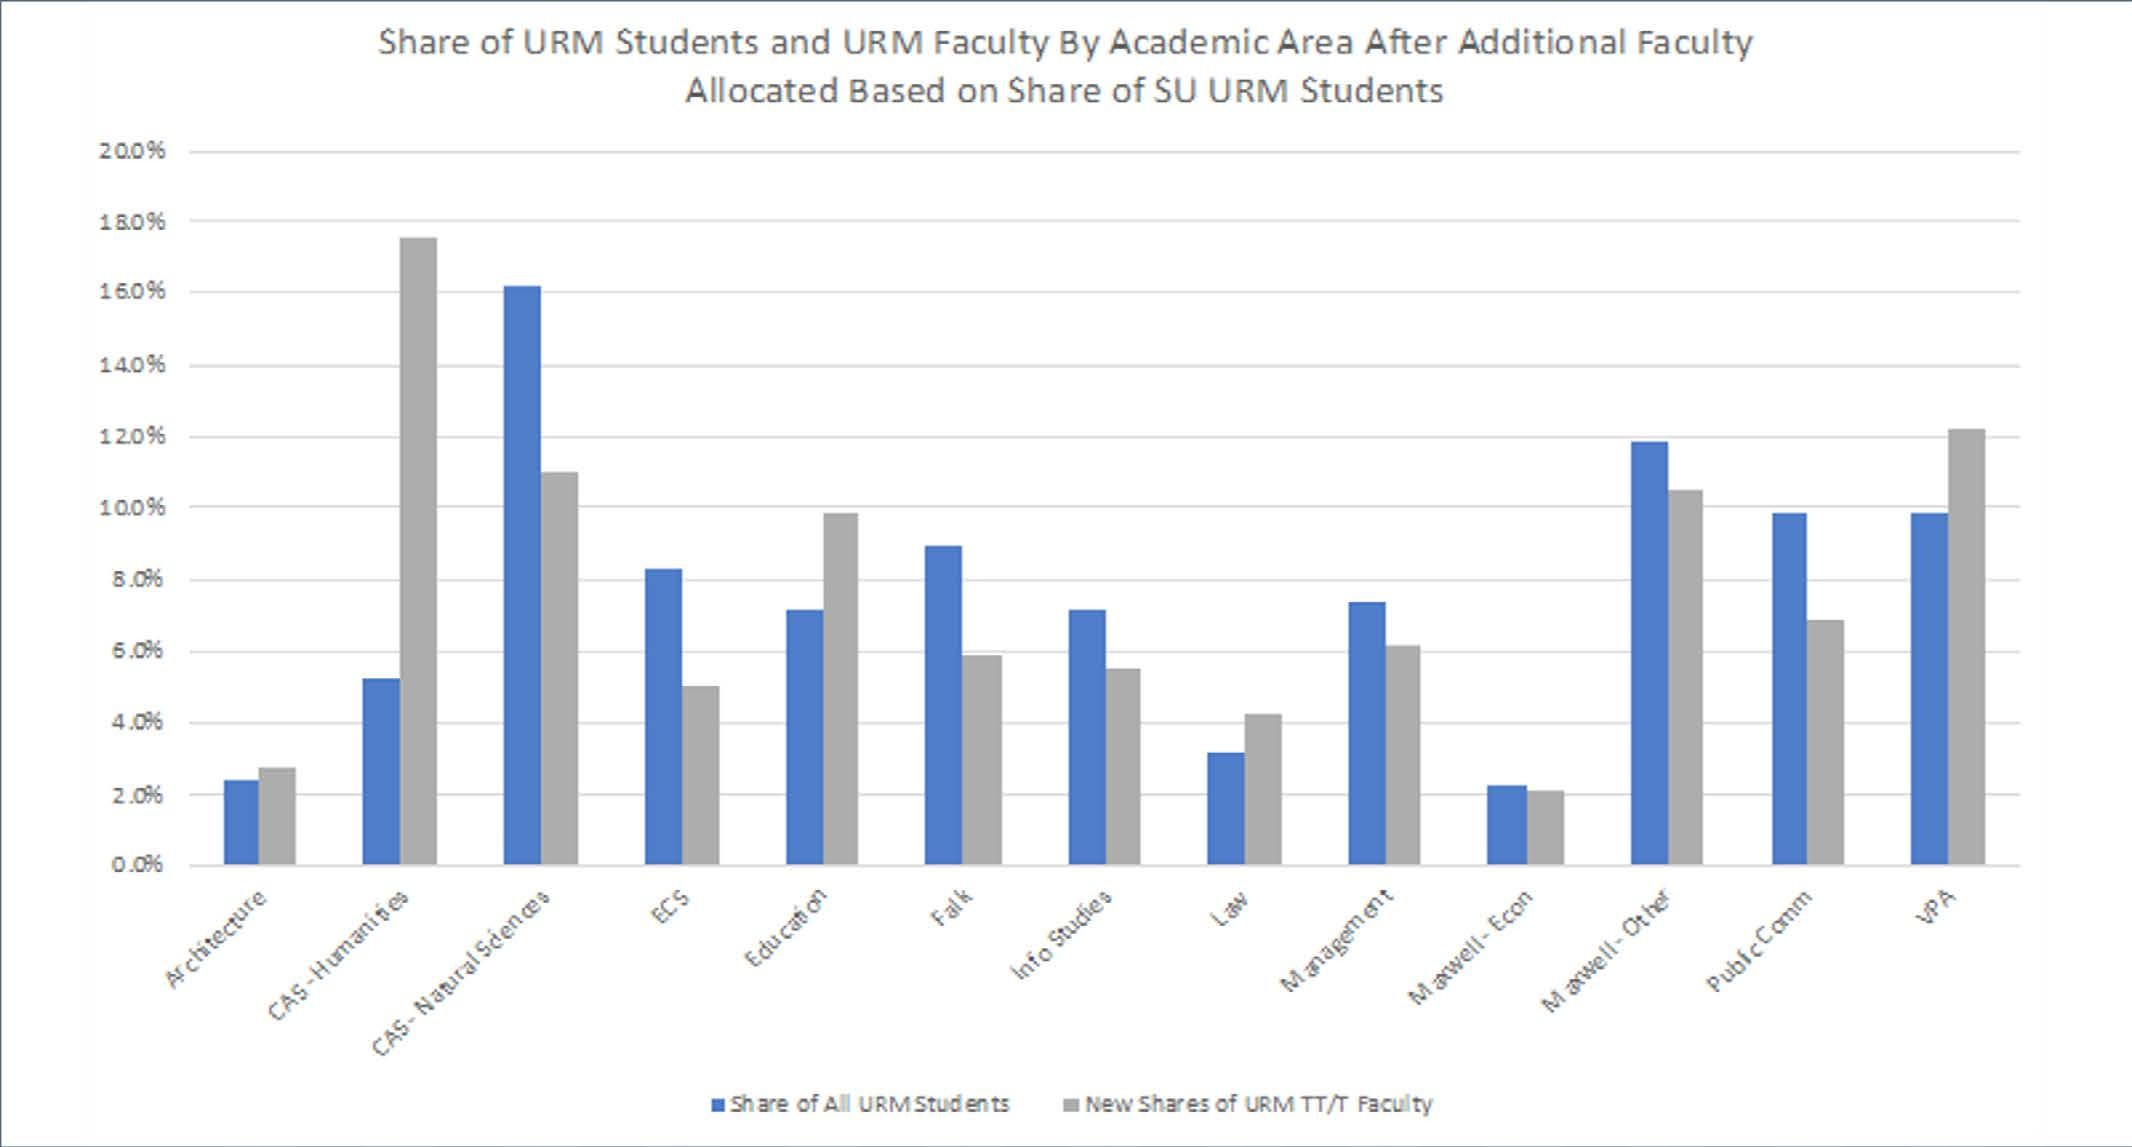 Share of URM Students and URM Faculty By Academic Area After Additional Faculty
Allocated Based on Share of SU URM Students
20.0%
18.0%
16.0%
14.0%
12.0%
10.0%
8.0%
6.0%
4.0%
2.0%
0.0%
Architecture
CAS - Humanities
CAS - Natural Sciences
ECS
Education
Falk
Info Studies
Law
Management
Maxwell - Econ
Maxwell - Other
Public Comm
VPA
Share of All URM Students
New Shares of URM TT/T Faculty